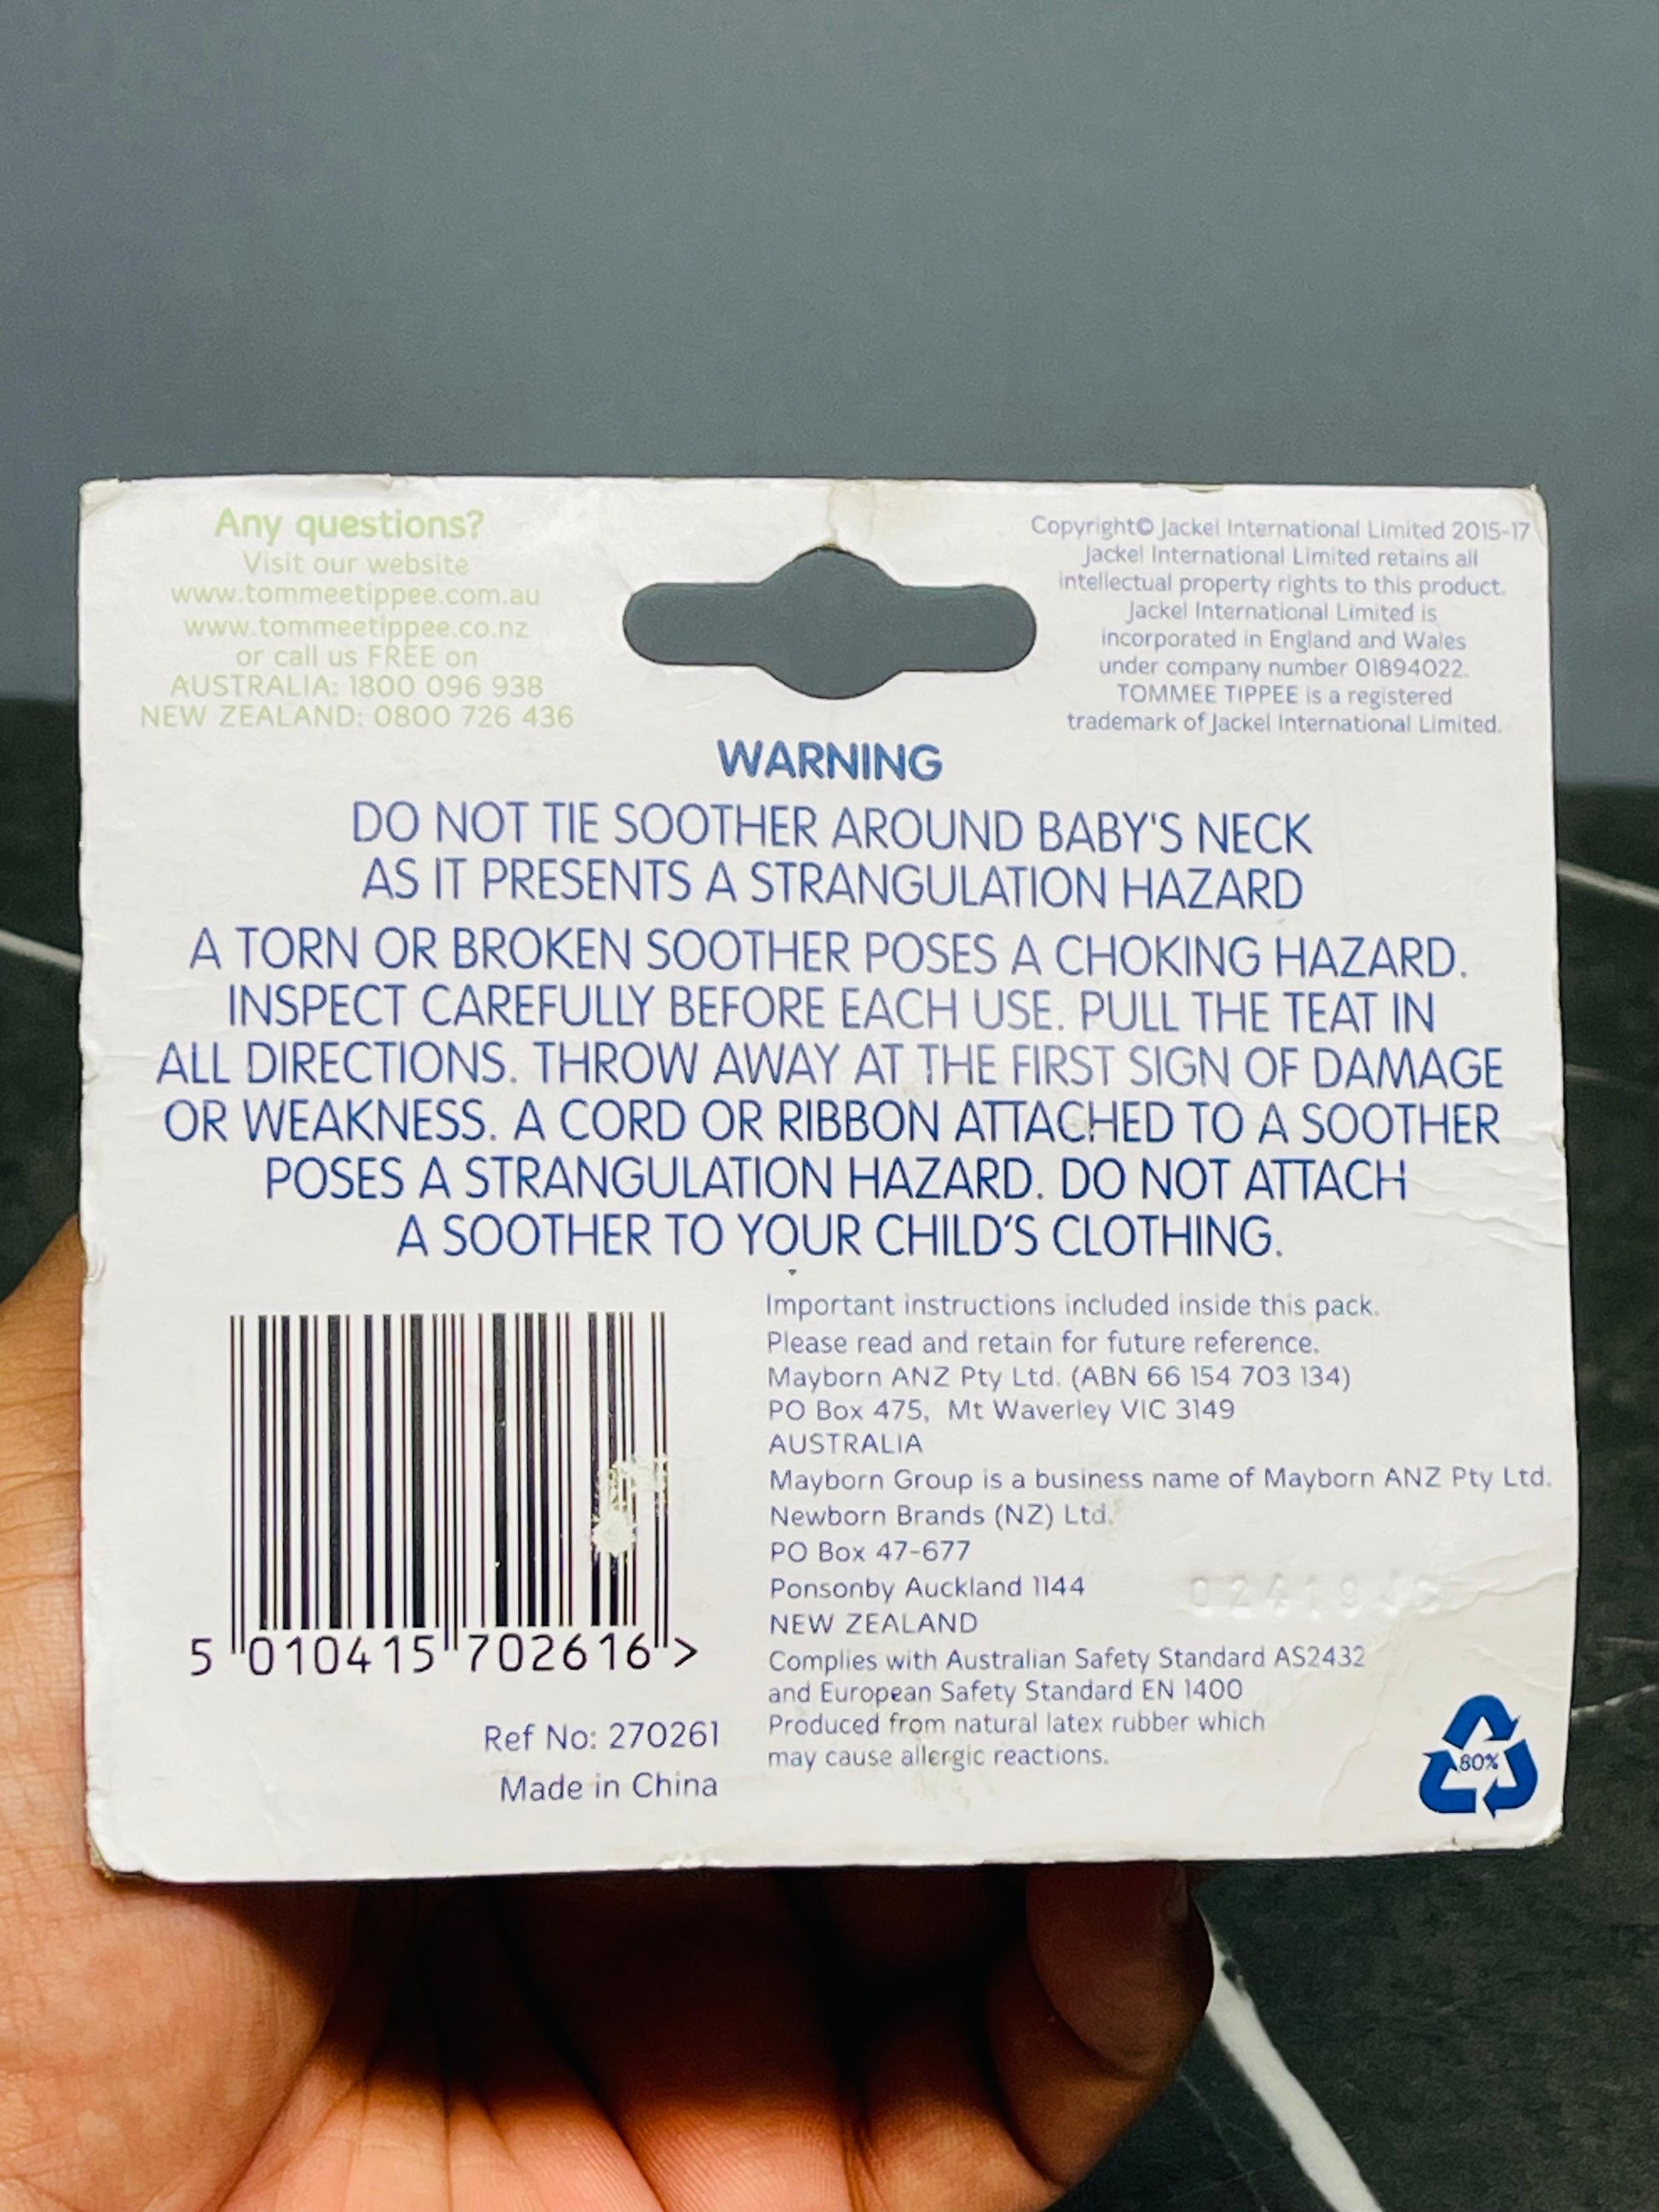 Any questions?
Visit our website
www.tommeetippee.com.au
www.tommeetippee.co.nz
or call us FREE on
AUSTRALIA: 1800 096 938
NEW ZEALAND: 0800 726 436
Copyright© Jackel International Limited 2015-17
Jackel International Limited retains all
intellectual property rights to this product.
Jackel International Limited is
incorporated in England and Wales
under company number 01894022.
TOMMEE TIPPEE is a registered
trademark of Jackel International Limited.
WARNING
DO NOT TIE SOOTHER AROUND BABY'S NECK
AS IT PRESENTS A STRANGULATION HAZARD
A TORN OR BROKEN SOOTHER POSES A CHOKING HAZARD.
INSPECT CAREFULLY BEFORE EACH USE. PULL THE TEAT IN
ALL DIRECTIONS. THROW AWAY AT THE FIRST SIGN OF DAMAGE
OR WEAKNESS. A CORD OR RIBBON ATTACHED TO A SOOTHER
POSES A STRANGULATION HAZARD. DO NOT ATTACH
A SOOTHER TO YOUR CHILD'S CLOTHING.
5 010415 702616 >
Ref No: 270261
Made in China
Important instructions included inside this pack.
Please read and retain for future reference.
Mayborn ANZ Pty Ltd. (ABN 66 154 703 134)
PO Box 475, Mt Waverley VIC 3149
AUSTRALIA
Mayborn Group is a business name of Mayborn ANZ Pty Ltd.
Newborn Brands (NZ) Ltd.
PO Box 47-677
Ponsonby Auckland 1144
NEW ZEALAND
Complies with Australian Safety Standard AS2432
and European Safety Standard EN 1400
Produced from natural latex rubber which
may cause allergic reactions.
80%